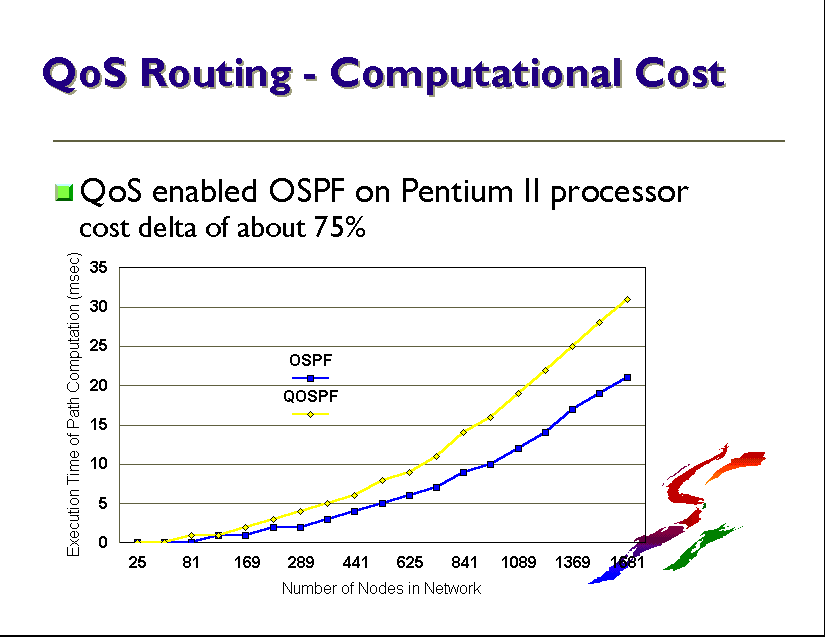 QoS Routing - Computational Cost
QoS enabled OSPF on Pentium II processor
cost delta of about 75%
Execution Time of Path Computation (msec)
35
30
25
20
15
10
5
0
OSPF
QOSPF
25 81 169 289 441 625 841 1089 1369 1681
Number of Nodes in Network